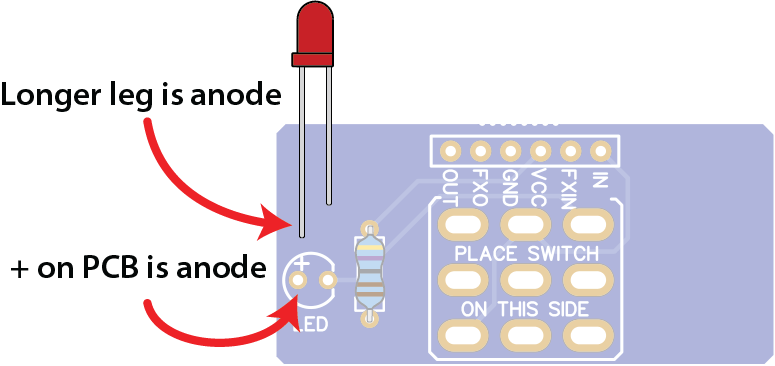 Longer leg is anode
+ on PCB is anode
+
LED
OUT
FXO
GND
VCC
FXIN
IN
PLACE SWITCH
ON THIS SIDE